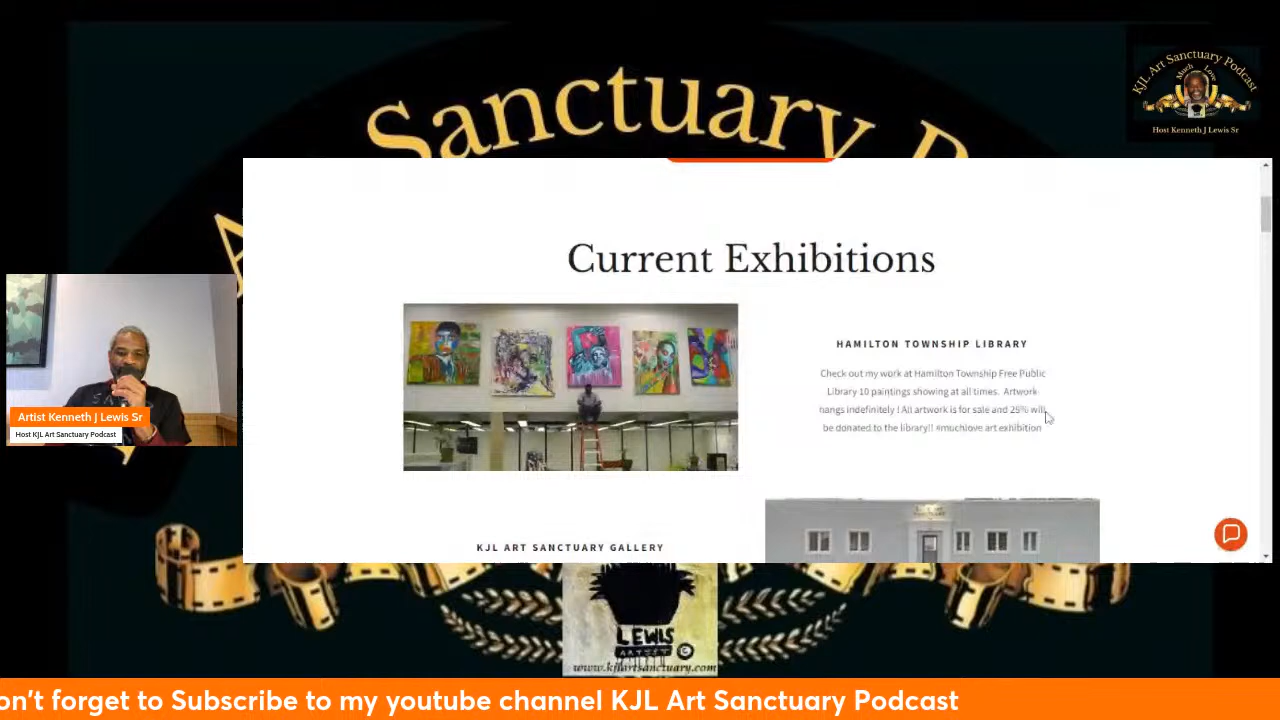 Sanctuary P
A
KJL Art Sanctuary Podcast
Much Love
Host Kenneth J Lewis Sr
Current Exhibitions
HAMILTON TOWNSHIP LIBRARY
Check out my work at Hamilton Township Free Public
Library 10 paintings showing at all times. Artwork
hangs indefinitely ! All artwork is for sale and 25% will
be donated to the library!! #muchlove art exhibition
Artist Kenneth J Lewis Sr
Host KJL Art Sanctuary Podcast
KJL ART SANCTUARY GALLERY
LEWIS
ARTIST
www.kjlartsanctuary.com
on't forget to Subscribe to my youtube channel KJL Art Sanctuary Podcast